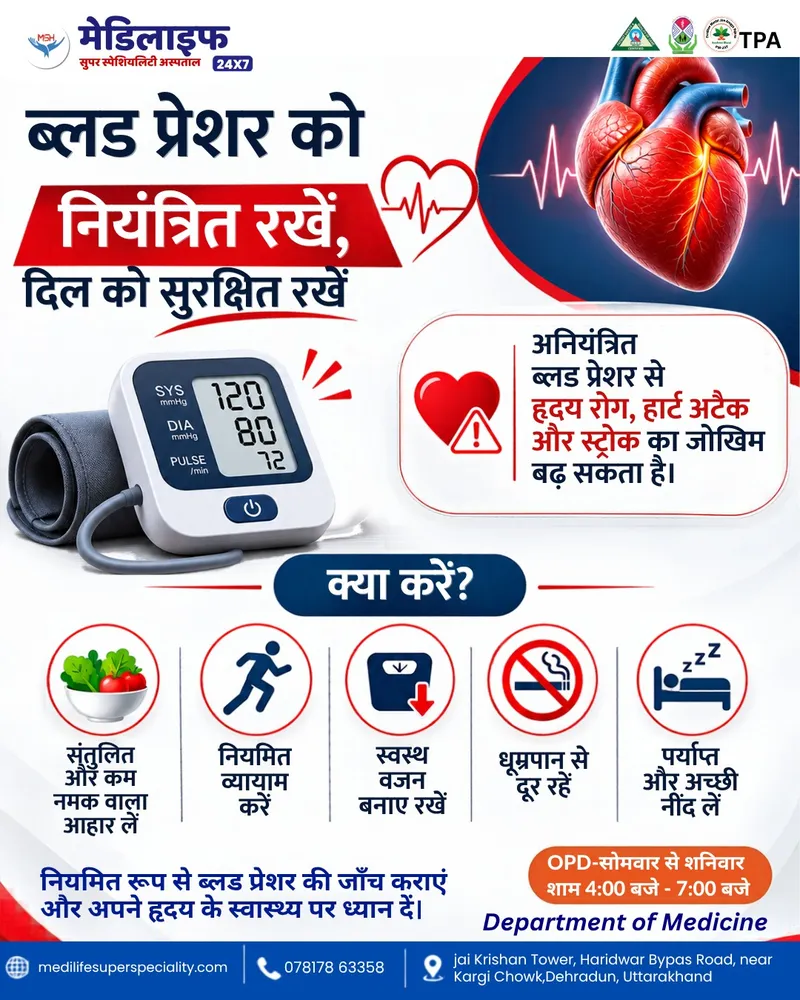 MSH
मेडिलाइफ
सुपर स्पेशियलिटी अस्पताल
24X7
TPA
ब्लड प्रेशर को
नियंत्रित रखें,
दिल को सुरक्षित रखें
SYS
mmHg
120
DIA
mmHg
80
PULSE
/min
72
अनियंत्रित
ब्लड प्रेशर से
हृदय रोग, हार्ट अटैक
और स्ट्रोक का जोखिम
बढ़ सकता है।
क्या करें?
संतुलित
और कम
नमक वाला
आहार लें
नियमित
व्यायाम
करें
स्वस्थ
वजन
बनाए रखें
धूम्रपान से
दूर रहें
zzZ
पर्याप्त
और अच्छी
नींद लें
नियमित रूप से ब्लड प्रेशर की जाँच कराएं
और अपने हृदय के स्वास्थ्य पर ध्यान दें।
OPD-सोमवार से शनिवार
शाम 4:00 बजे - 7:00 बजे
Department of Medicine
medilifesuperspeciality.com
078178 63358
jai Krishan Tower, Haridwar Bypas Road, near
Kargi Chowk,Dehradun, Uttarakhand